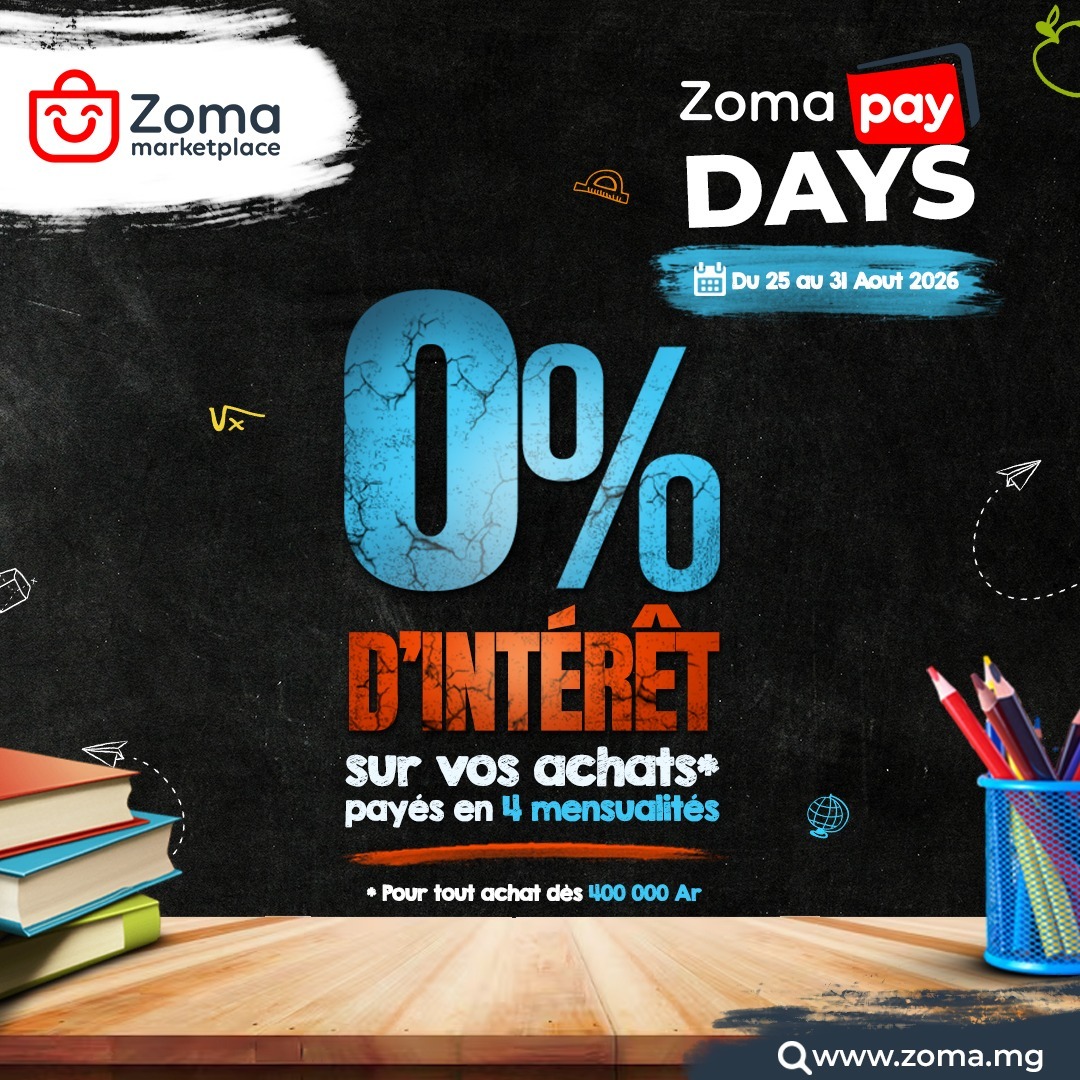 Zoma
marketplace
Zoma pay
DAYS
Du 25 au 31 Aout 2026
0%
D'INTÉRÊT
sur vos achats*
payés en 4 mensualités
* Pour tout achat dès 400 000 Ar
√x
www.zoma.mg